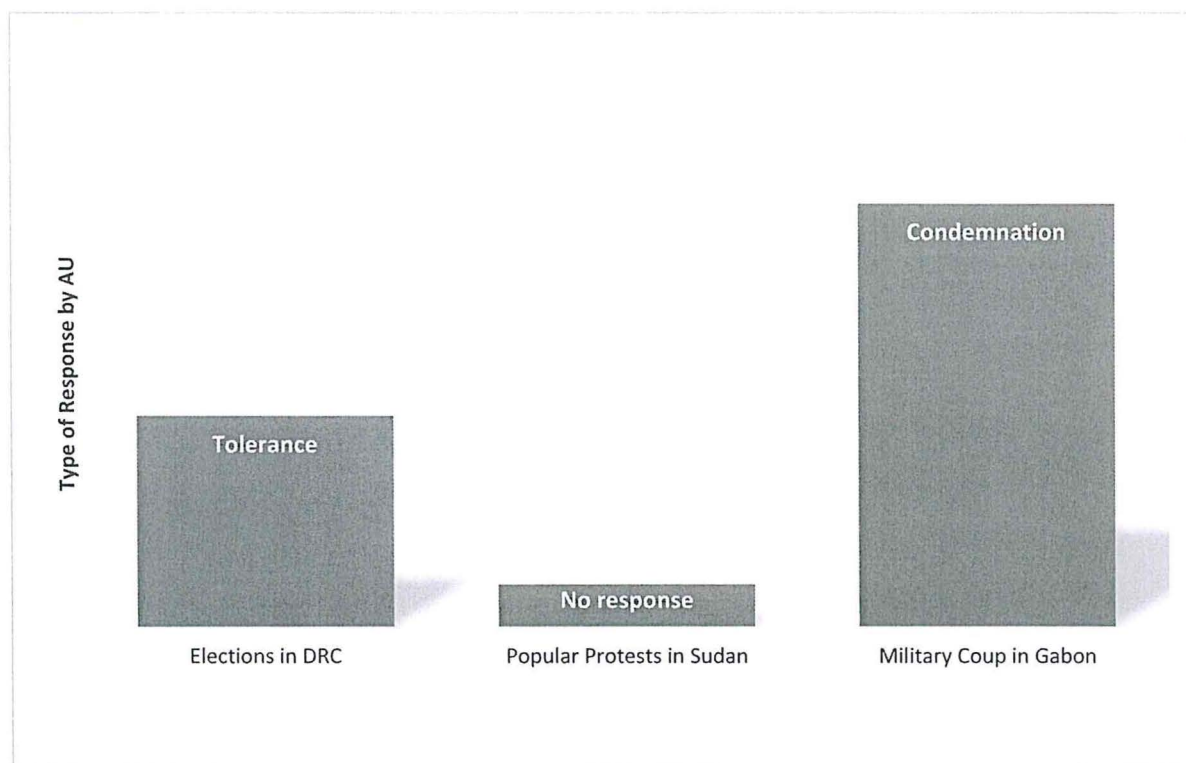 Type of Response by AU
Tolerance
No response
Condemnation
Elections in DRC
Popular Protests in Sudan
Military Coup in Gabon